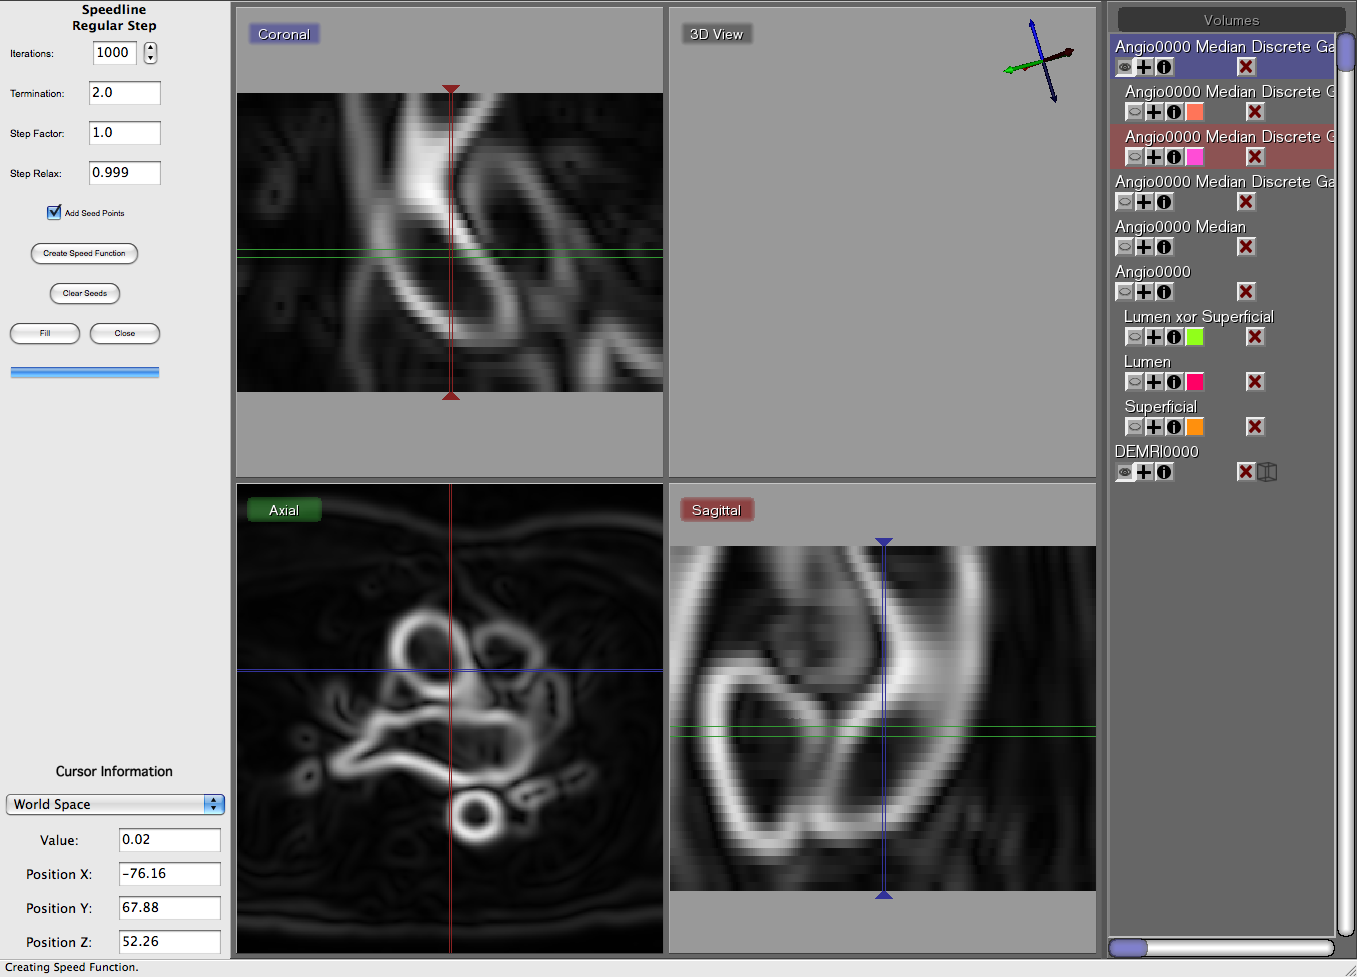 Speedline
Regular Step
Iterations: 1000
Termination: 2.0
Step Factor: 1.0
Step Relax: 0.999
Add Seed Points
Create Speed Function
Clear Seeds
Fill Close
Cursor Information
World Space
Value: 0.02
Position X: -76.16
Position Y: 67.88
Position Z: 52.26
Creating Speed Function.
Coronal
3D View
Axial
Sagittal
Volumes
Angio0000 Median Discrete Ga
Angio0000 Median Discrete G
Angio0000 Median Discrete G
Angio0000 Median Discrete Ga
Angio0000 Median
Angio0000
Lumen xor Superficial
Lumen
Superficial
DEMRI0000